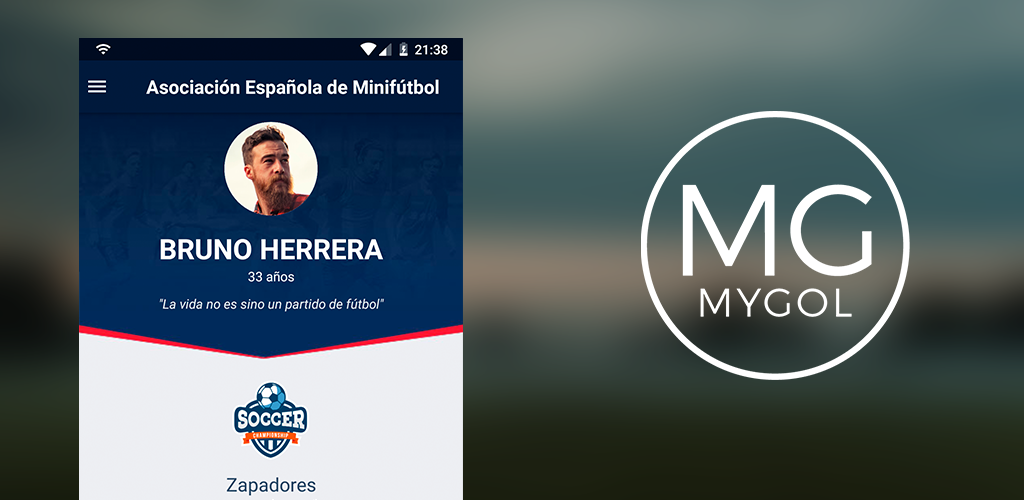 21:38
Asociación Española de Minifútbol
BRUNO HERRERA
33 años
"La vida no es sino un partido de fútbol"
SOCCER
CHAMPIONSHIP
Zapadores
MG
MYGOL